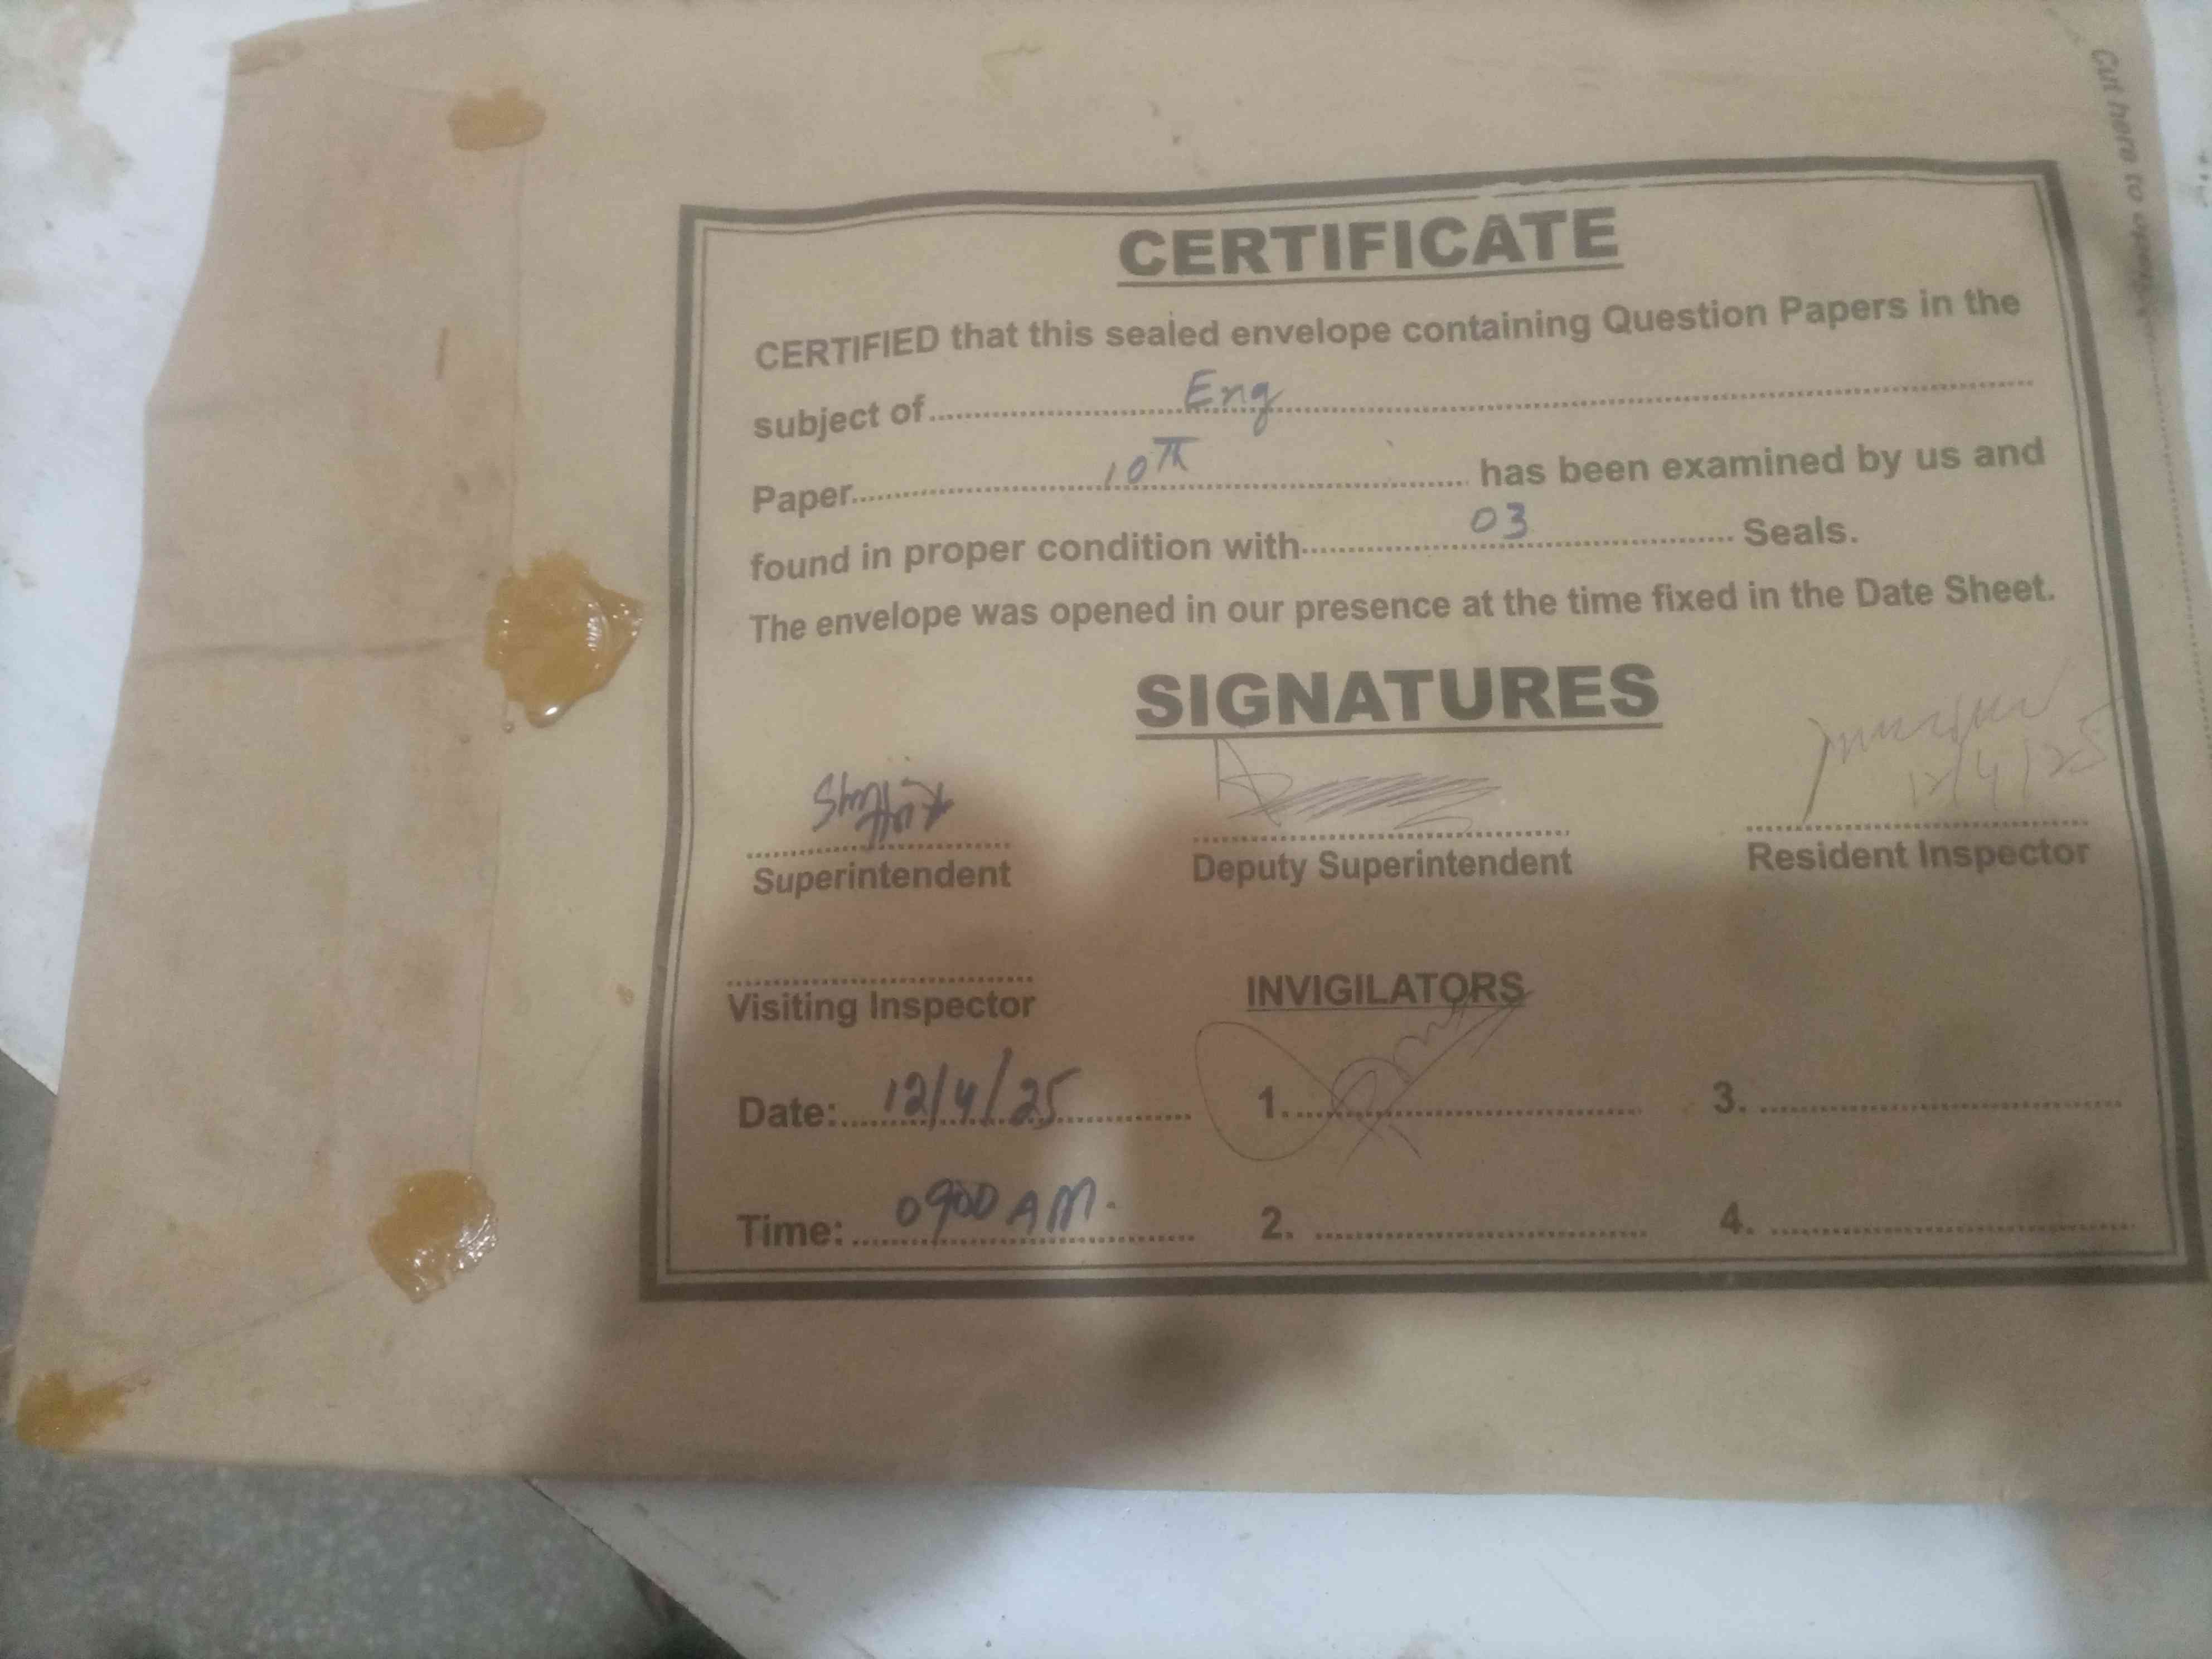 Cut here to open
CERTIFICATE
CERTIFIED that this sealed envelope containing Question Papers in the
subject of Eng
Paper 10th has been examined by us and
found in proper condition with 03 Seals.
The envelope was opened in our presence at the time fixed in the Date Sheet.
SIGNATURES
12/4/25
Superintendent Deputy Superintendent Resident Inspector
Visiting Inspector INVIGILATORS
Date: 12/4/25 1. 3.
Time: 0900 AM. 2. 4.